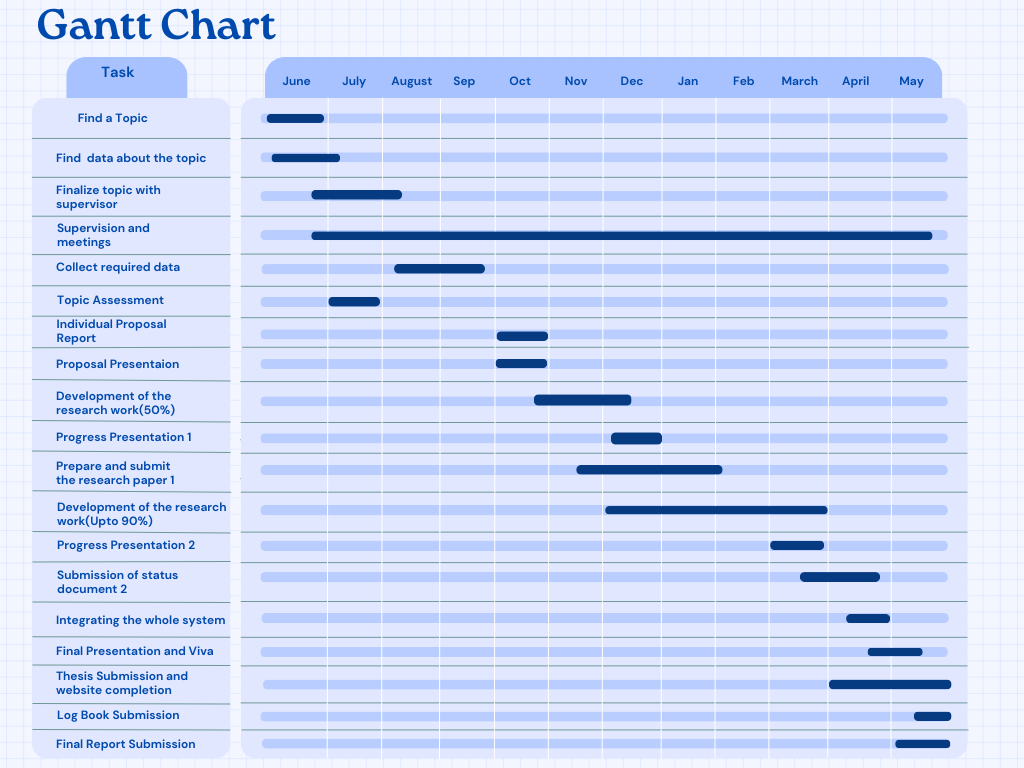 Gantt Chart
Task
June July August Sep Oct Nov Dec Jan Feb March April May
Find a Topic
Find data about the topic
Finalize topic with
supervisor
Supervision and
meetings
Collect required data
Topic Assessment
Individual Proposal
Report
Proposal Presentaion
Development of the
research work(50%)
Progress Presentation 1
Prepare and submit
the research paper 1
Development of the research
work(Upto 90%)
Progress Presentation 2
Submission of status
document 2
Integrating the whole system
Final Presentation and Viva
Thesis Submission and
website completion
Log Book Submission
Final Report Submission